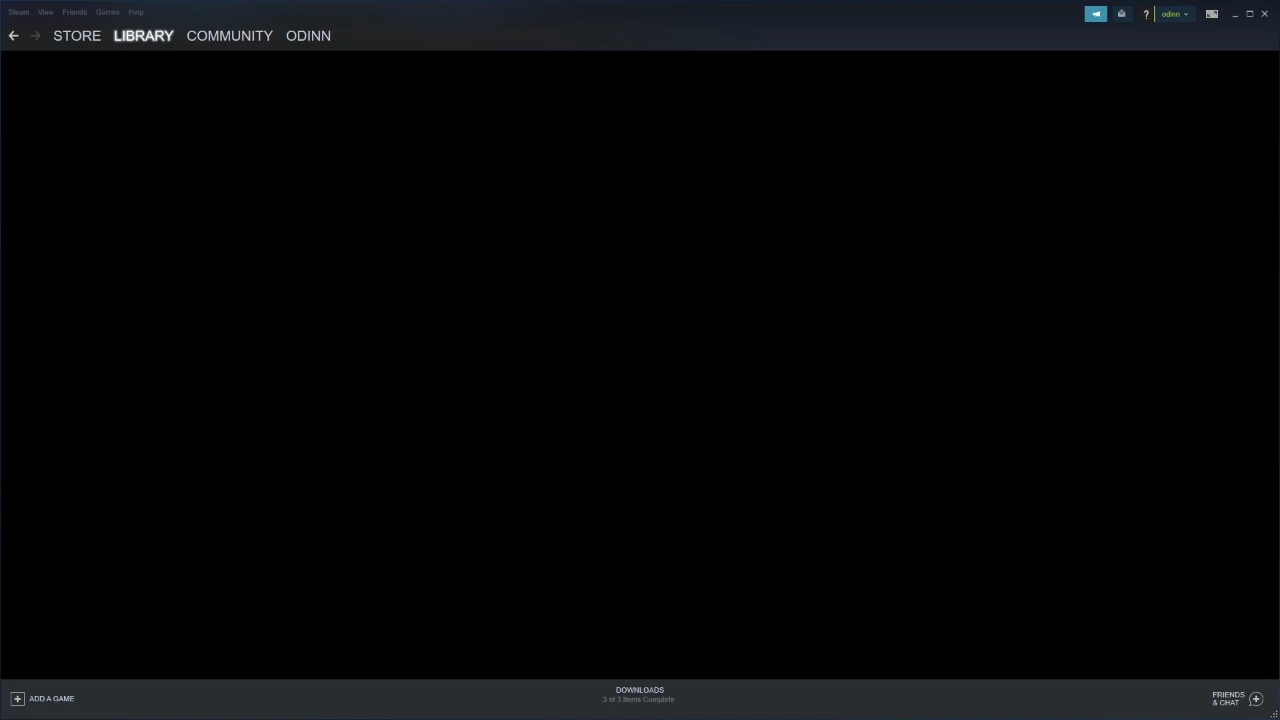 Steam View Friends Games Help
? odinn
STORE LIBRARY COMMUNITY ODINN
DOWNLOADS
3 of 3 Items Complete
ADD A GAME
FRIENDS
& CHAT